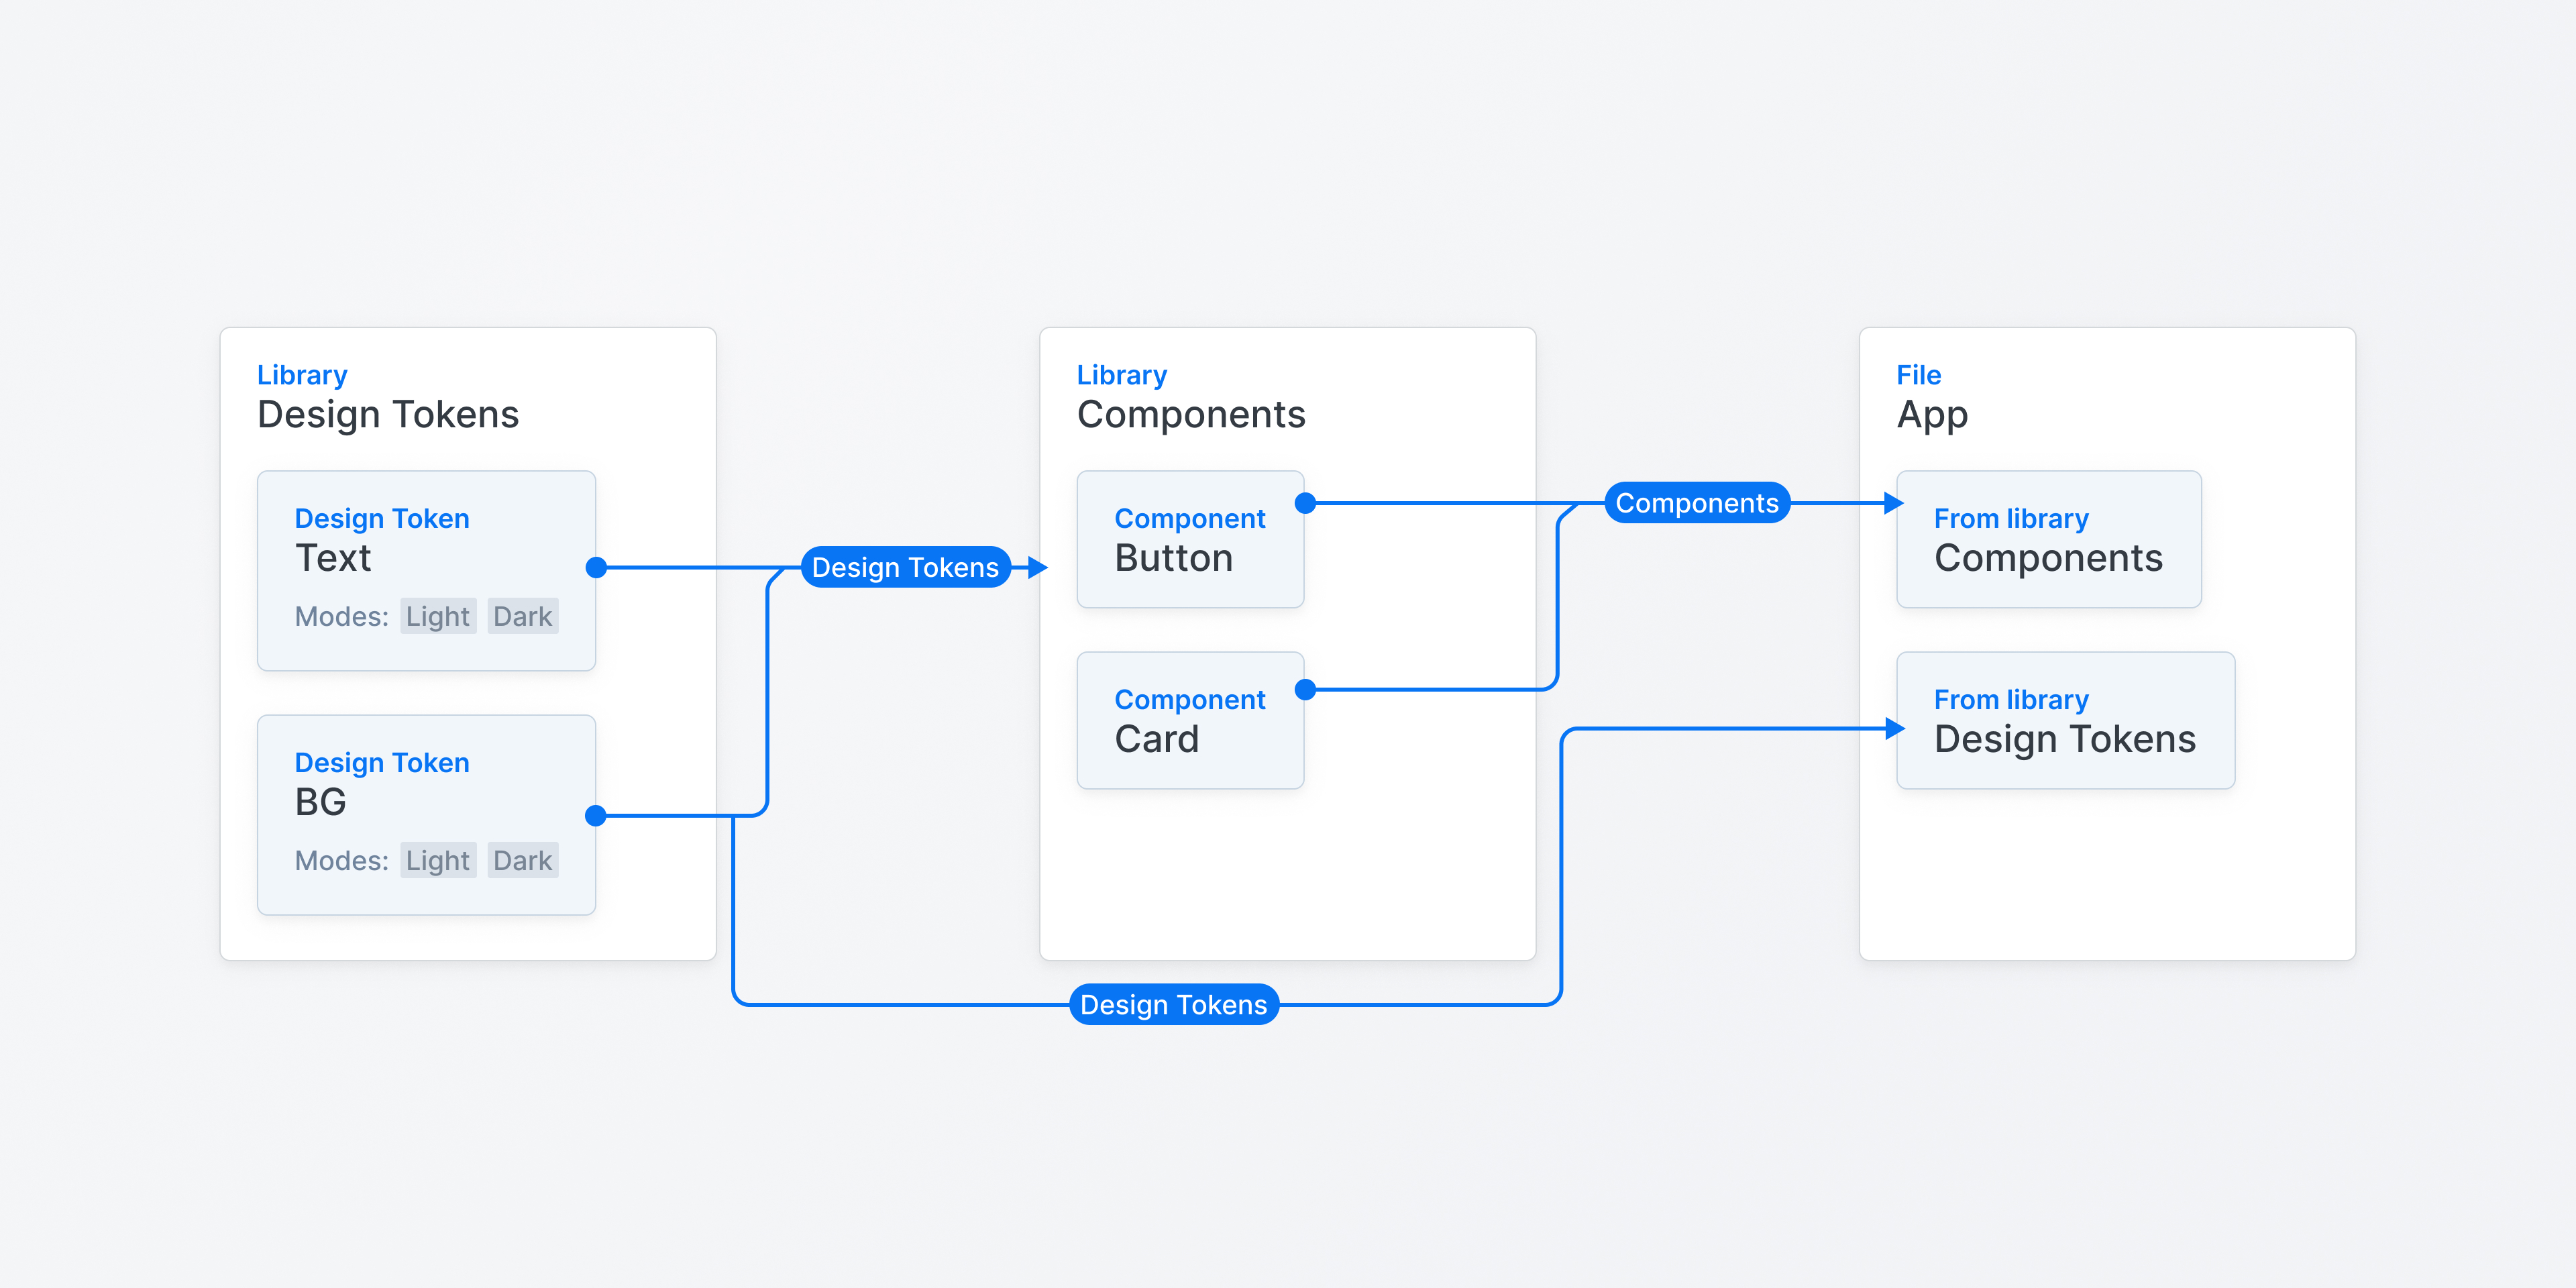 Library
Design Tokens
Design Token
Text
Modes: Light Dark
Design Token
BG
Modes: Light Dark
Design Tokens
Library
Components
Component
Button
Component
Card
Design Tokens
Components
File
App
From library
Components
From library
Design Tokens